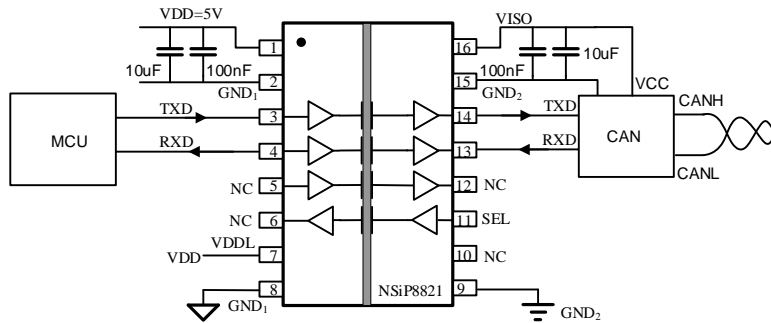 VDD=5V
VISO
1
16
10uF
100nF
100nF
10uF
2
15
GND1
GND2
VCC
TXD
3
14
TXD
CANH
MCU
CAN
RXD
4
13
RXD
CANL
NC
5
12
NC
NC
6
11
SEL
VDDL
VDD
7
10
NC
8
9
GND1
NSiP8821
GND2